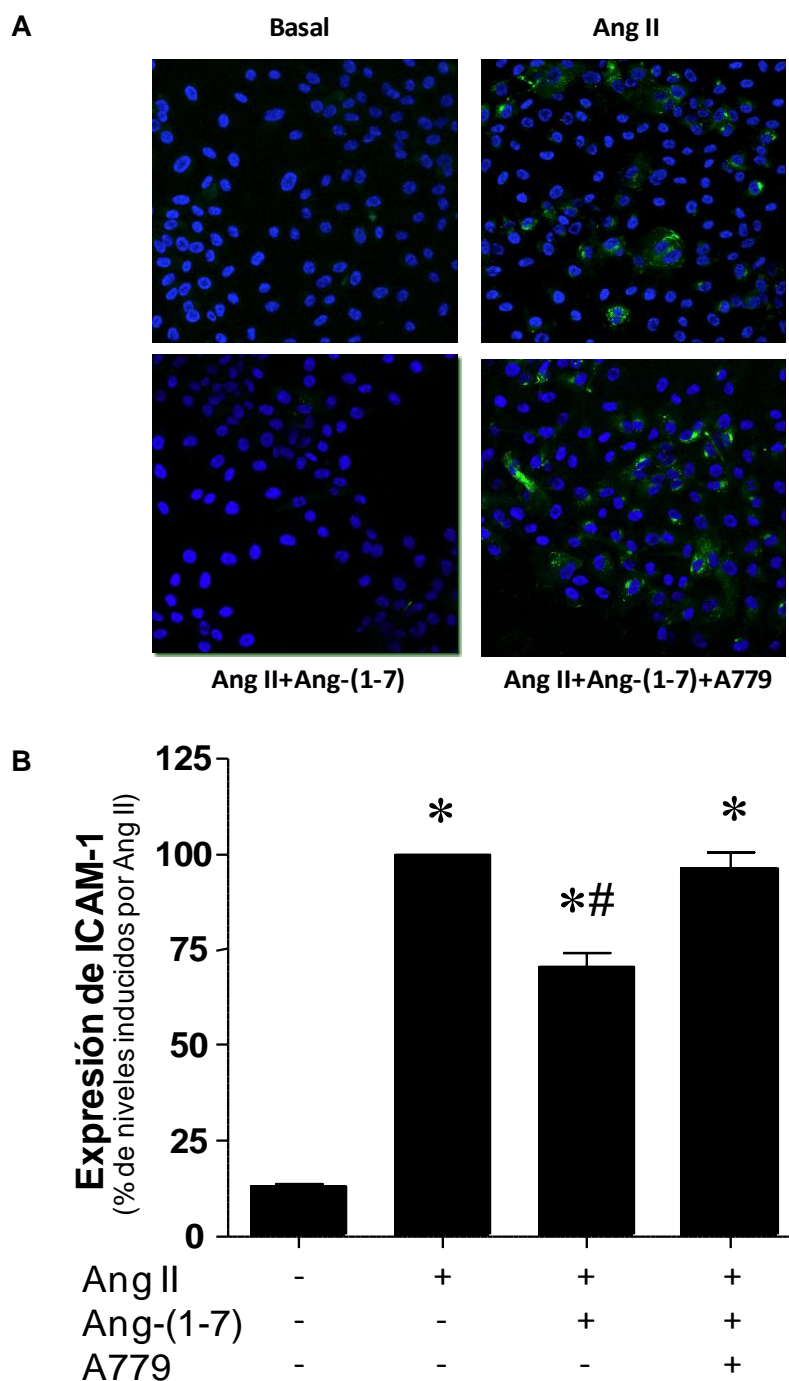 A
Basal
Ang II
Ang II+Ang-(1-7)
Ang II+Ang-(1-7)+A779
B
Expresión de ICAM-1
(% de niveles inducidos por Ang II)
125
100
75
50
25
0
*
*#
*
Ang II - + + +
Ang-(1-7) - - + +
A779 - - - +